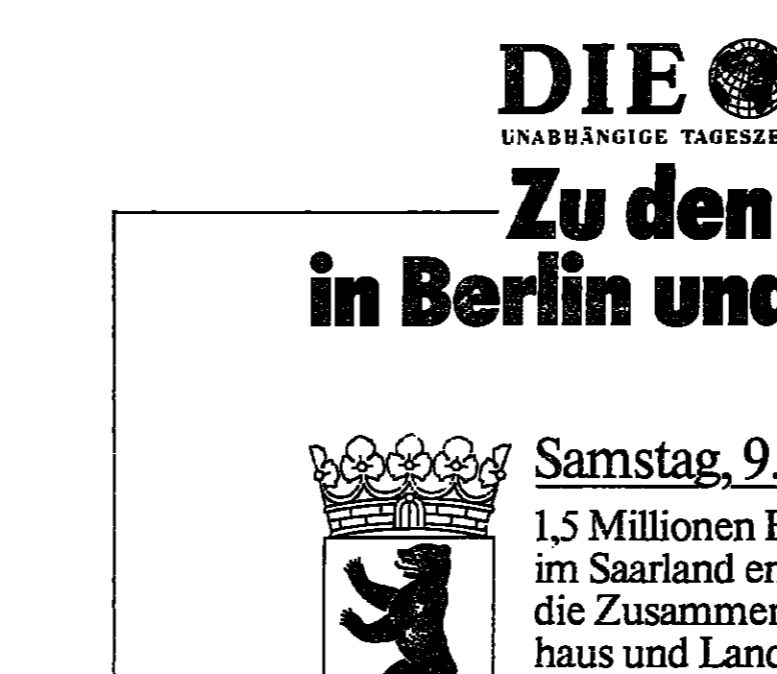 DIE
UNABHÄNGIGE TAGESZE
Zu den
in Berlin und
Samstag, 9.
1,5 Millionen
im Saarland
die Zusammen
haus und Land